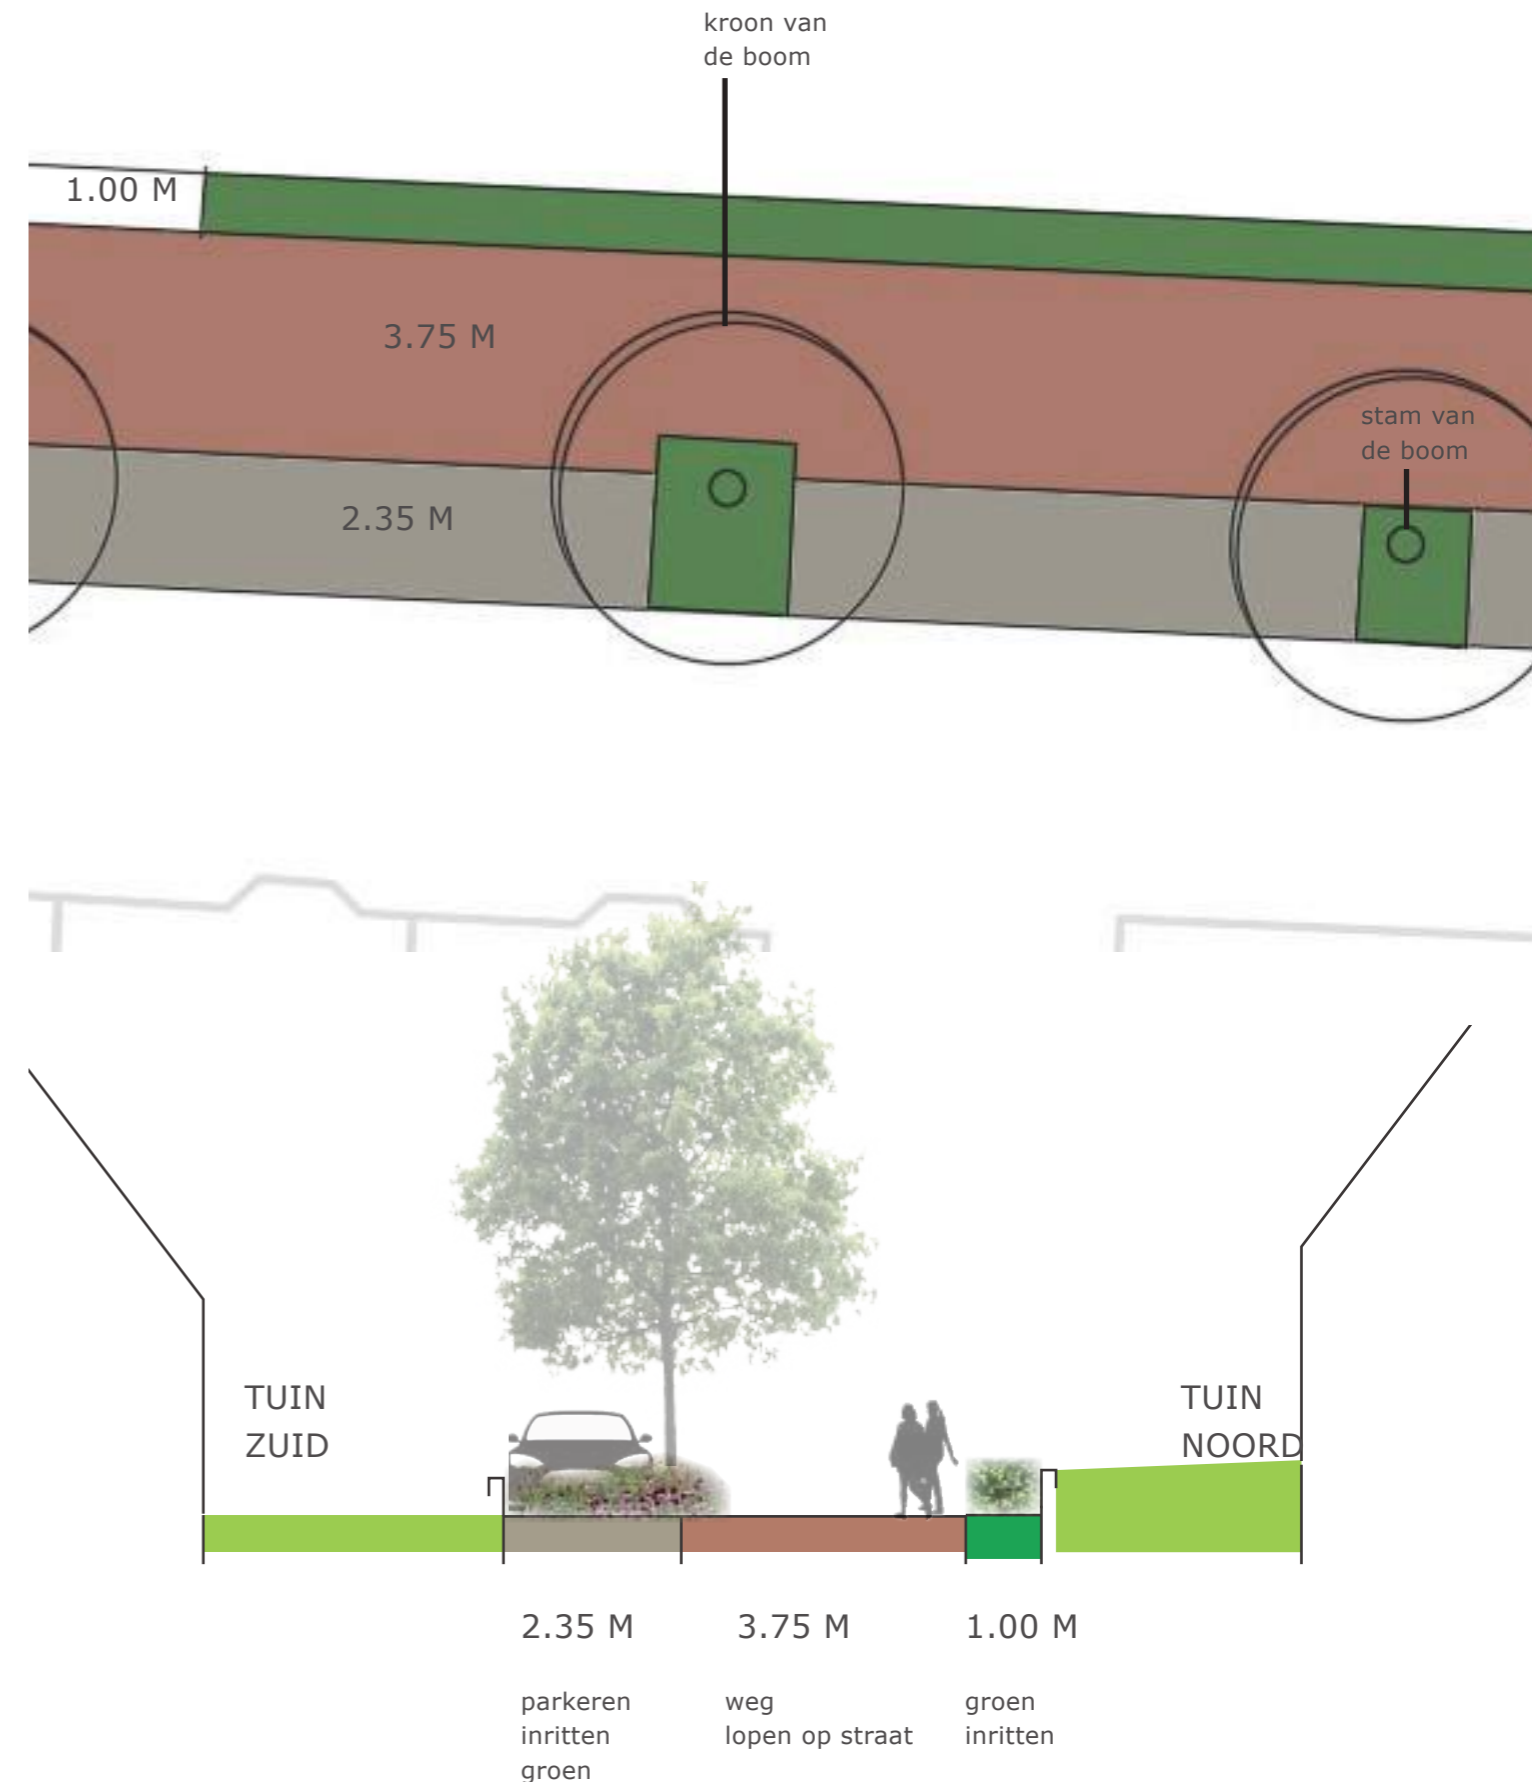 kroon van
de boom
1.00 M
3.75 M
stam van
de boom
2.35 M
TUIN
ZUID
TUIN
NOORD
2.35 M
3.75 M
1.00 M
parkeren
inritten
groen
weg
lopen op straat
groen
inritten